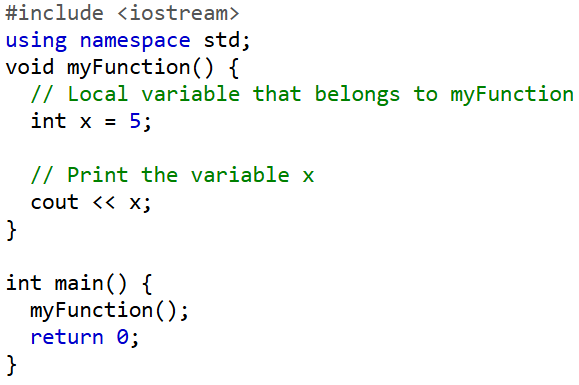 #include <iostream>
using namespace std;
void myFunction() {
  // Local variable that belongs to myFunction
  int x = 5;

  // Print the variable x
  cout << x;
}

int main() {
  myFunction();
  return 0;
}